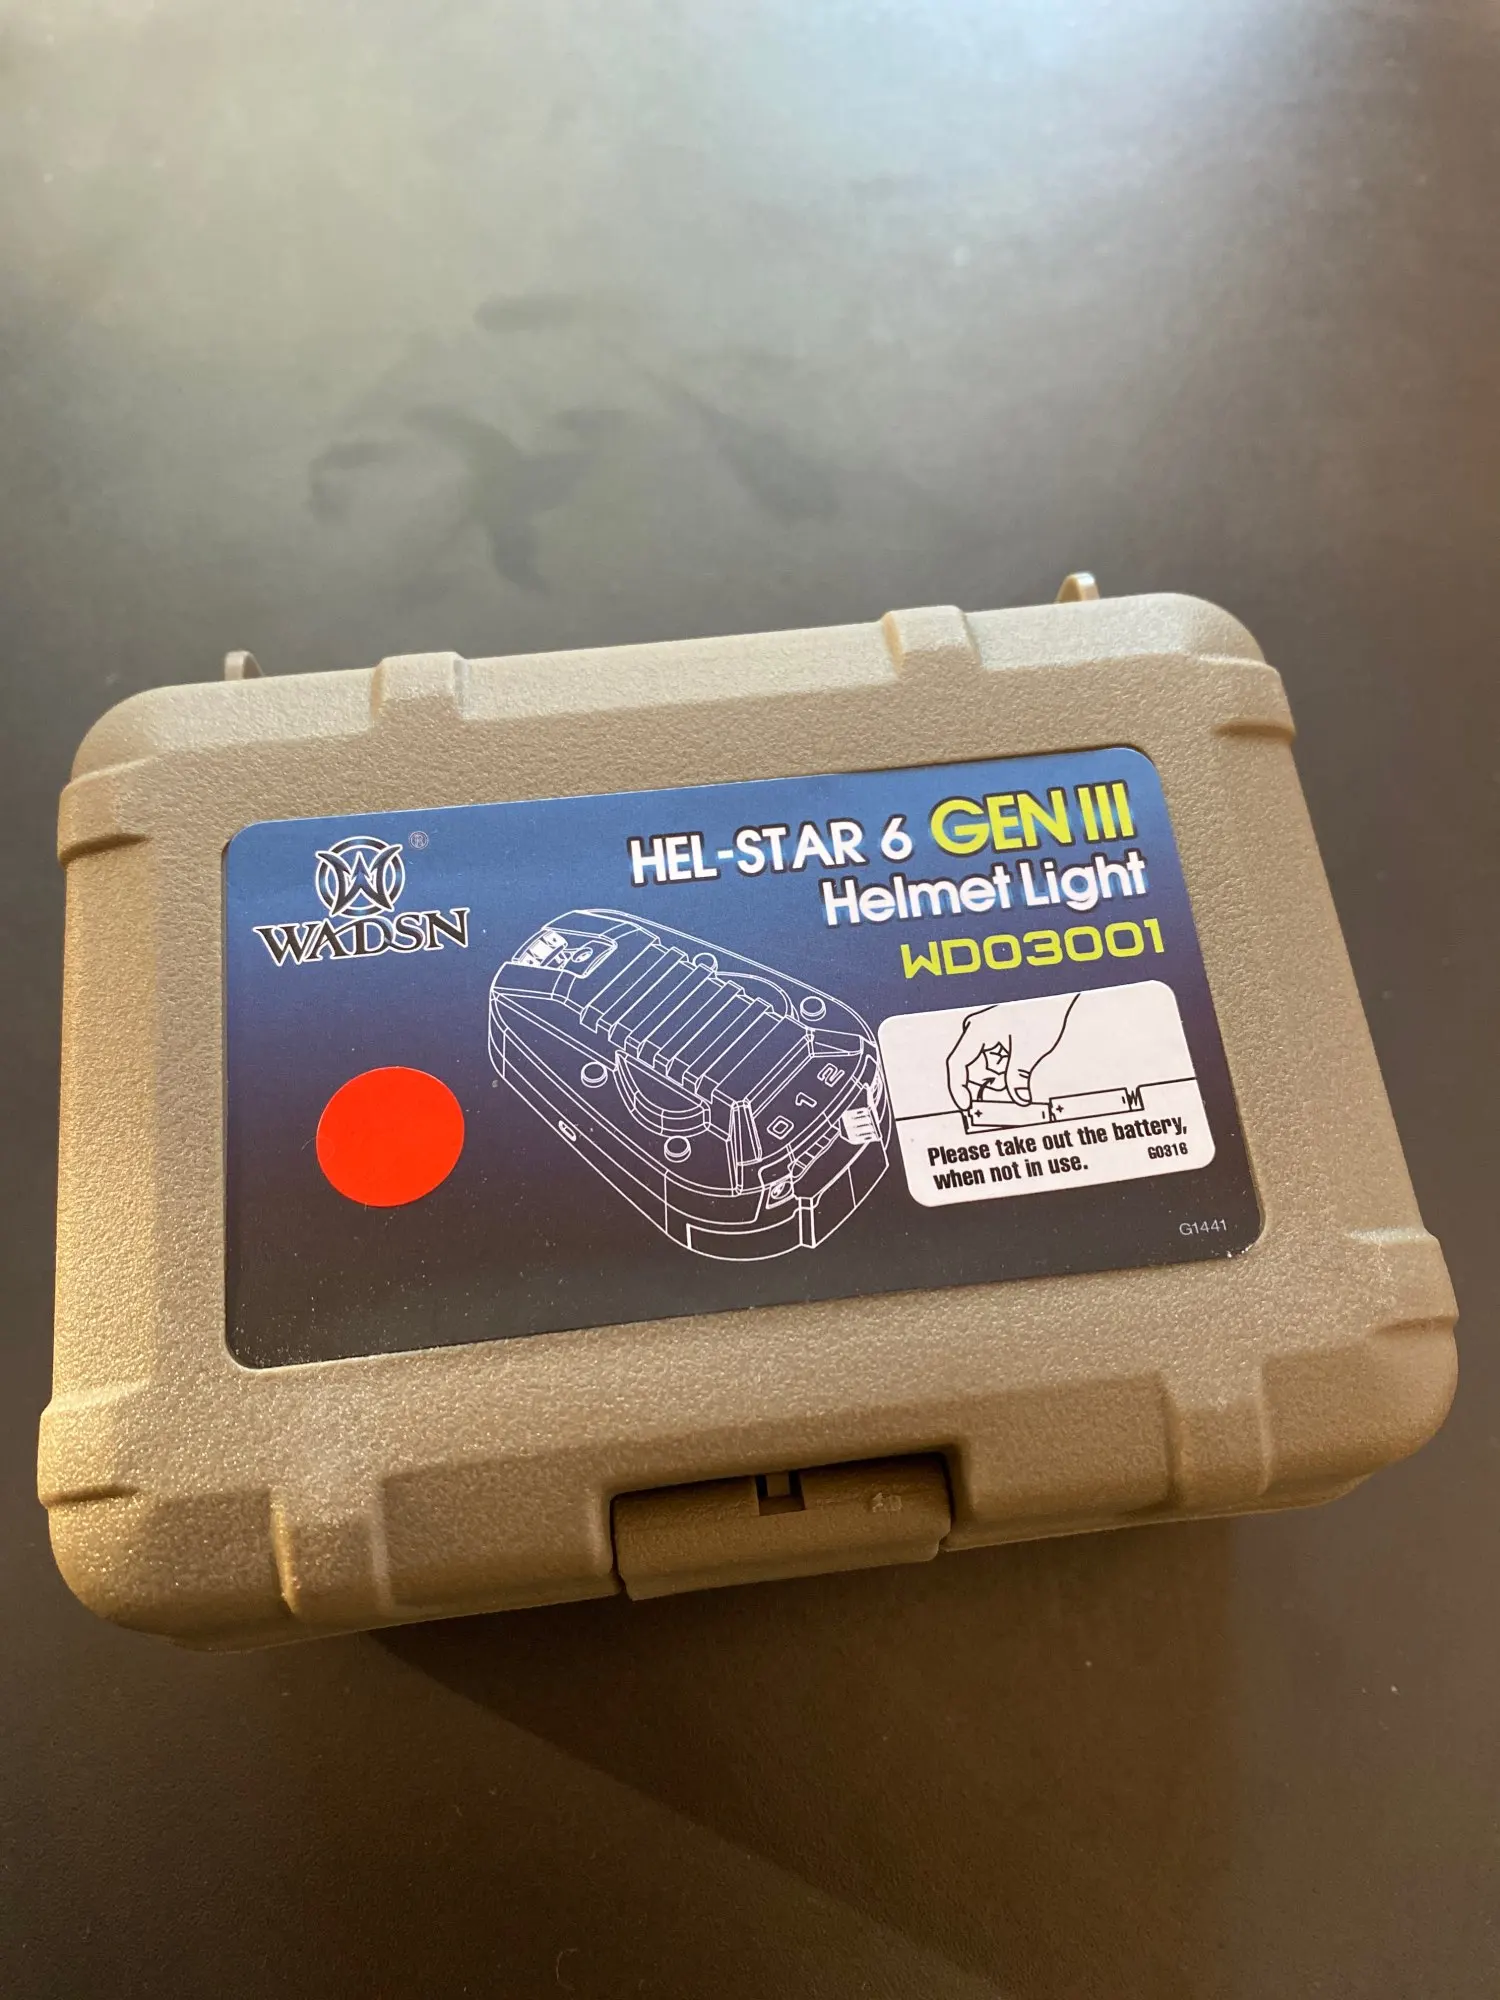 WADSN
®
HEL-STAR 6 GEN III
Helmet Light
WD03001
0 1 2
Please take out the battery,
when not in use.
G0316
G1441